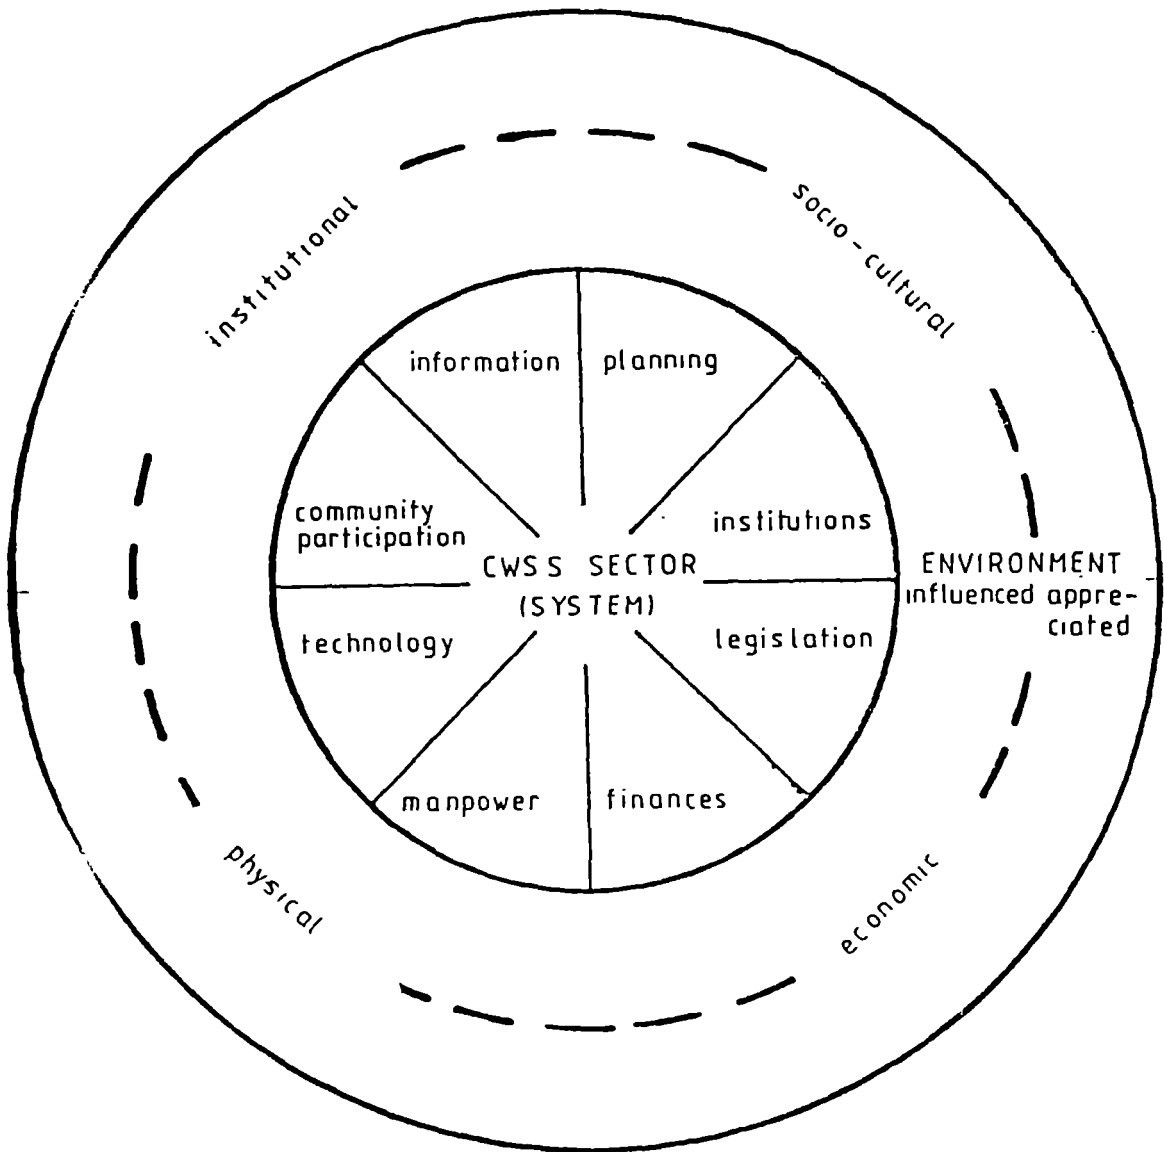 institutional
socio-cultural
information
planning
community
participation
institutions
CWSS SECTOR
(SYSTEM)
ENVIRONMENT
influenced appre-
ciated
technology
legislation
manpower
finances
physical
economic